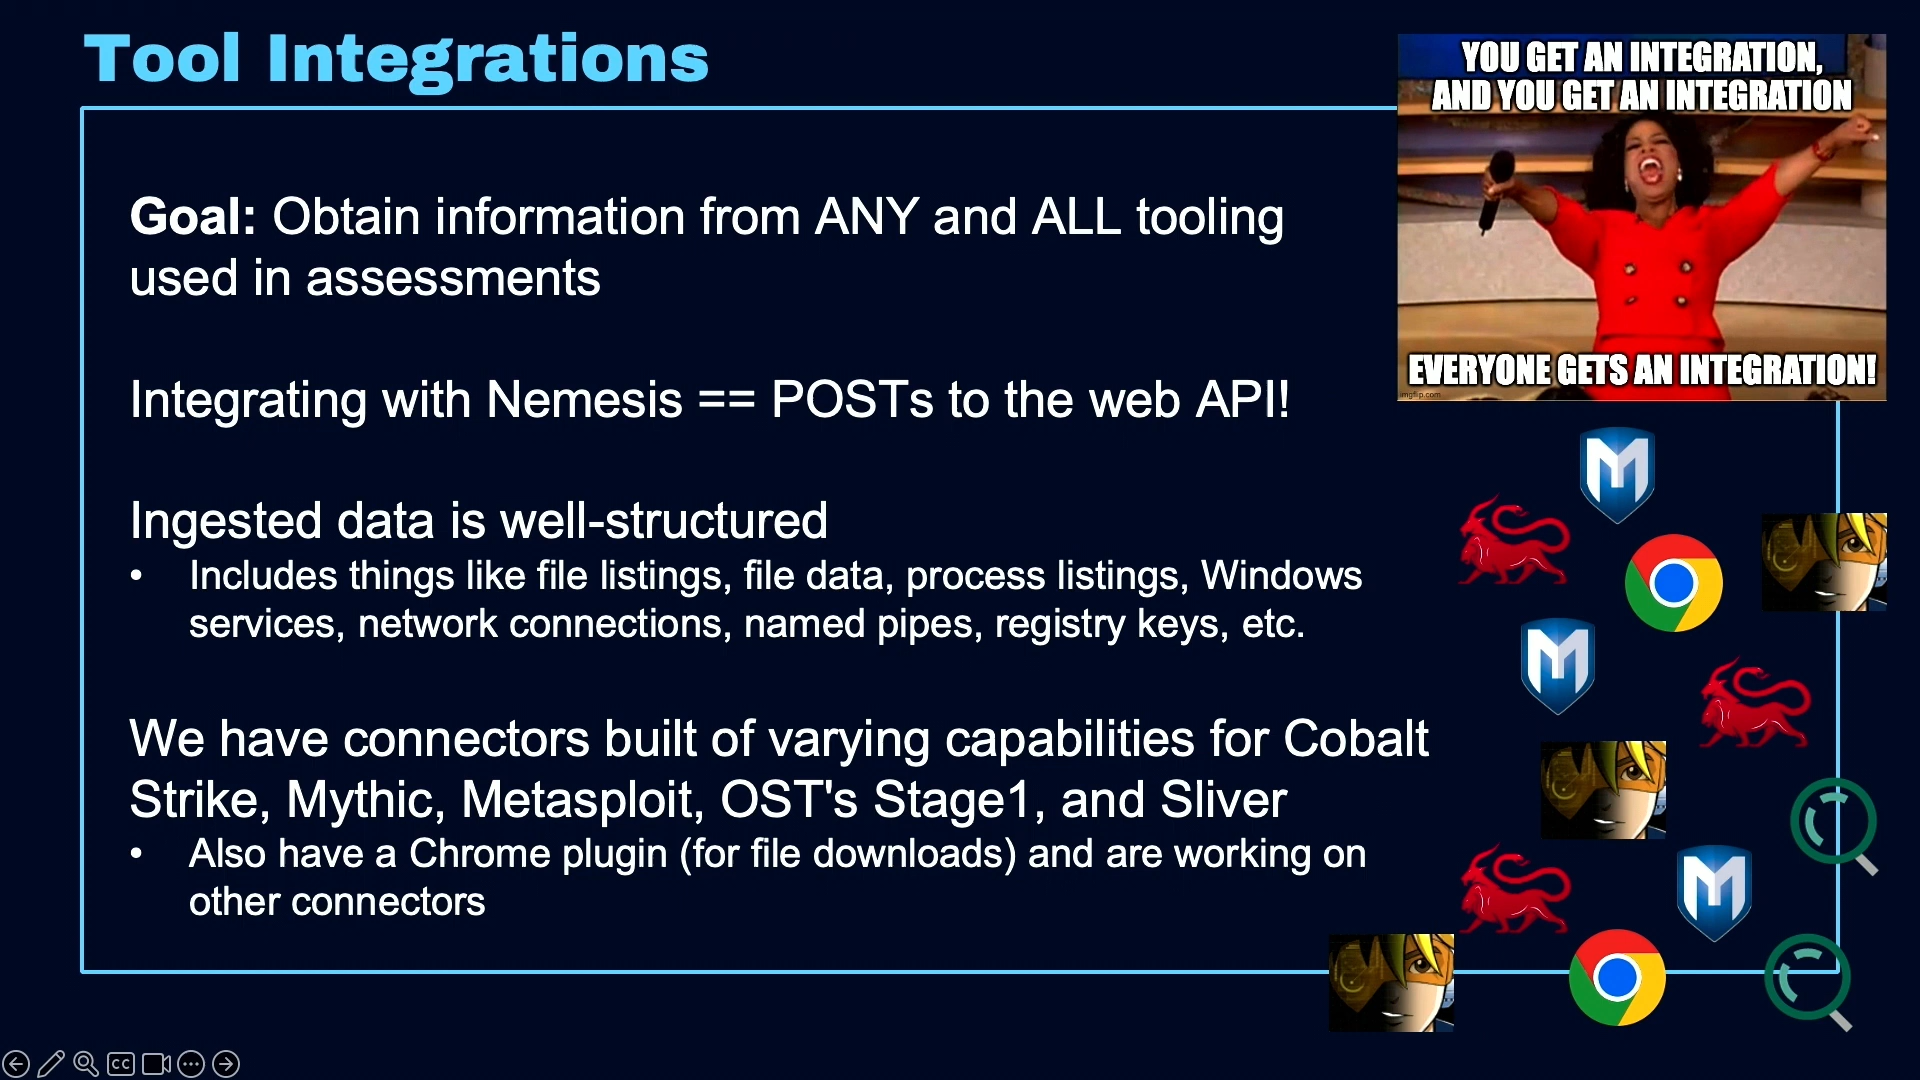 Tool Integrations
YOU GET AN INTEGRATION,
AND YOU GET AN INTEGRATION
EVERYONE GETS AN INTEGRATION!
imgflip.com
Goal: Obtain information from ANY and ALL tooling
used in assessments
Integrating with Nemesis == POSTs to the web API!
Ingested data is well-structured
• Includes things like file listings, file data, process listings, Windows
services, network connections, named pipes, registry keys, etc.
We have connectors built of varying capabilities for Cobalt
Strike, Mythic, Metasploit, OST's Stage1, and Sliver
• Also have a Chrome plugin (for file downloads) and are working on
other connectors
M
M
M
CC